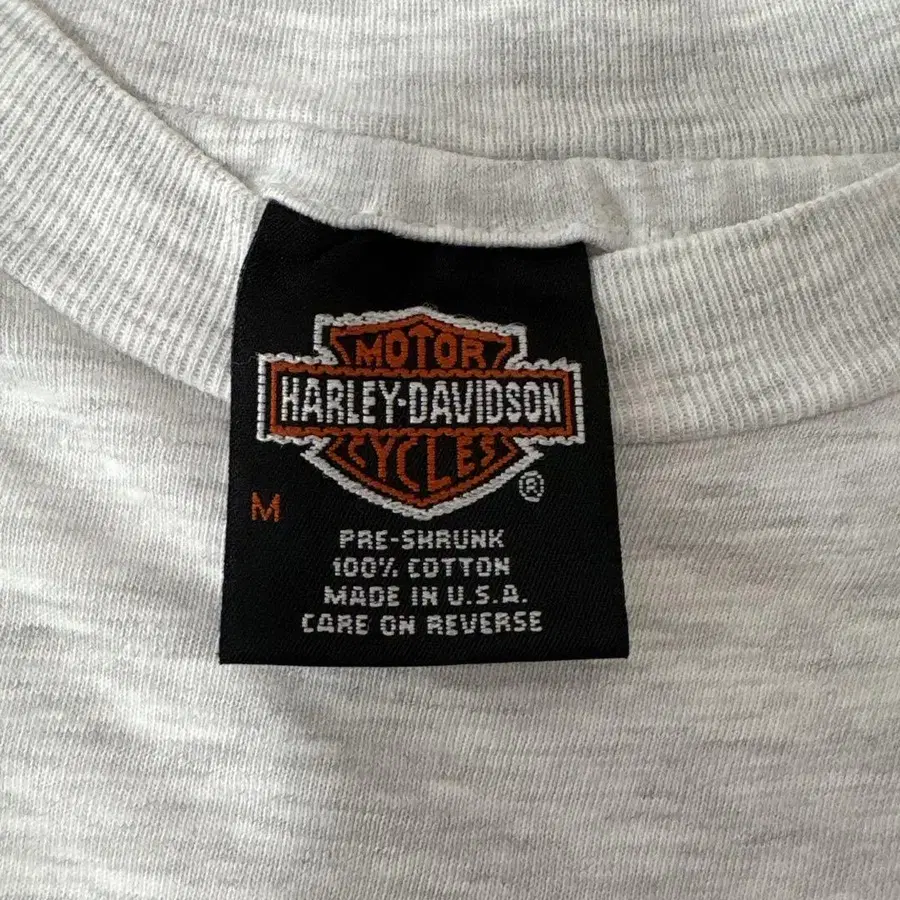 MOTOR
HARLEY-DAVIDSON
CYCLES
®
M
PRE-SHRUNK
100% COTTON
MADE IN U.S.A.
CARE ON REVERSE